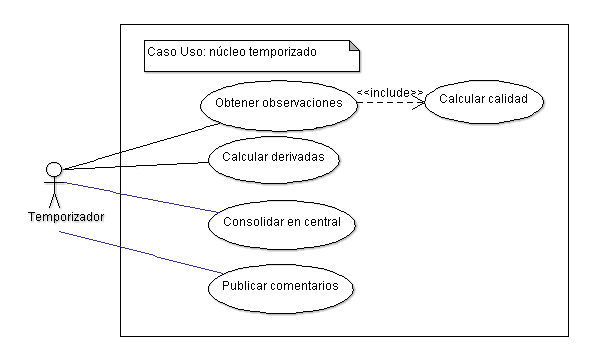 Caso Uso: núcleo temporizado
Obtener observaciones
<<include>>
Calcular calidad
Calcular derivadas
Temporizador
Consolidar en central
Publicar comentarios